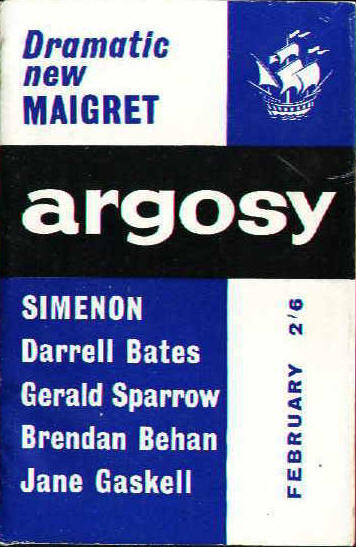 Dramatic
new
MAIGRET
argosy
SIMENON
Darrell Bates
Gerald Sparrow
Brendan Behan
Jane Gaskell
FEBRUARY 2/6